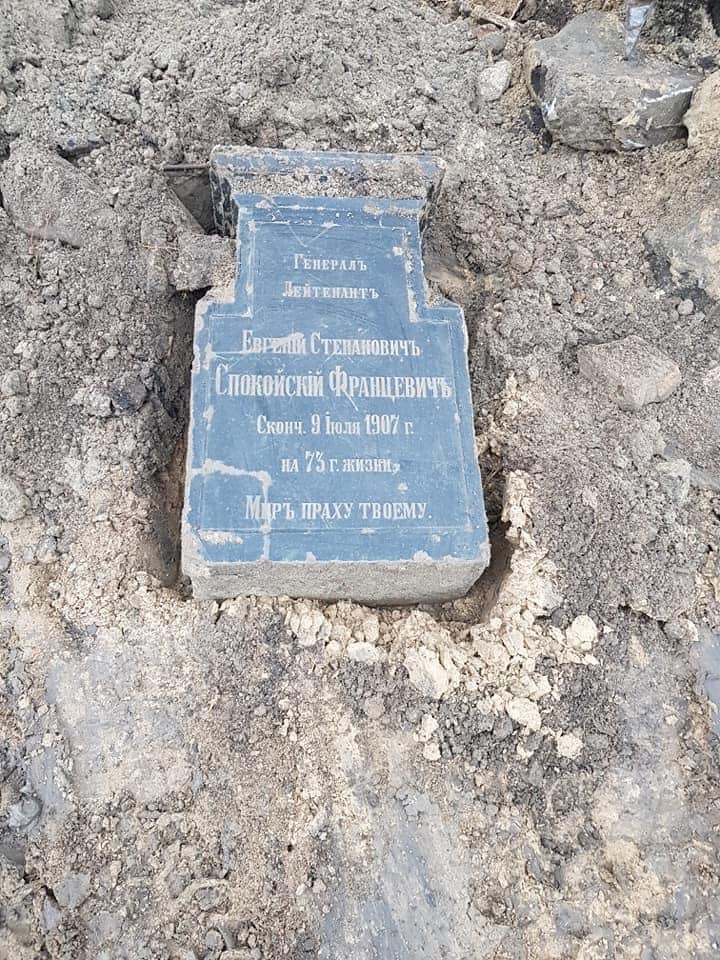 Генералъ
Лейтенантъ
Евгеній Степановичъ
Спокойскій Францевичъ
Сконч. 9 Іюля 1907 г.
на 73 г. жизни.
Миръ праху твоему.